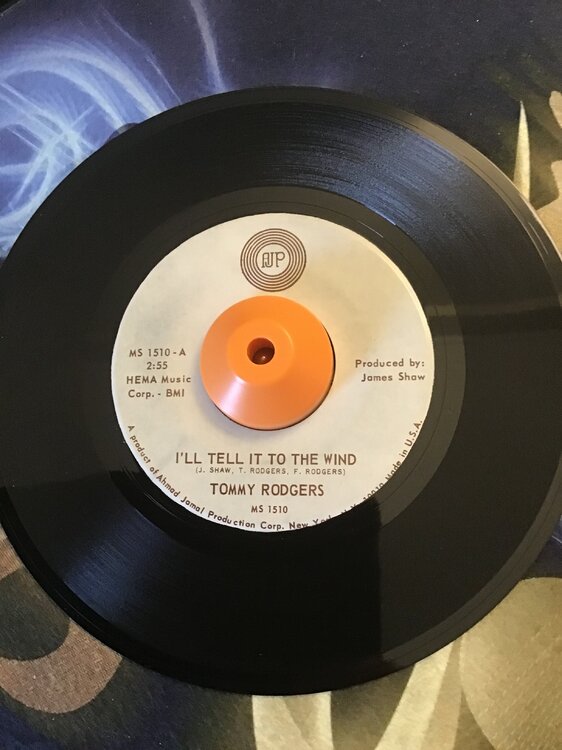 AJP
MS 1510-A
2:55
HEMA Music
Corp. - BMI
Produced by:
James Shaw
I'LL TELL IT TO THE WIND
(J. SHAW, T. RODGERS, F. RODGERS)
TOMMY RODGERS
MS 1510
A product of Ahmad Jamal Production Corp. New York Made in U.S.A.